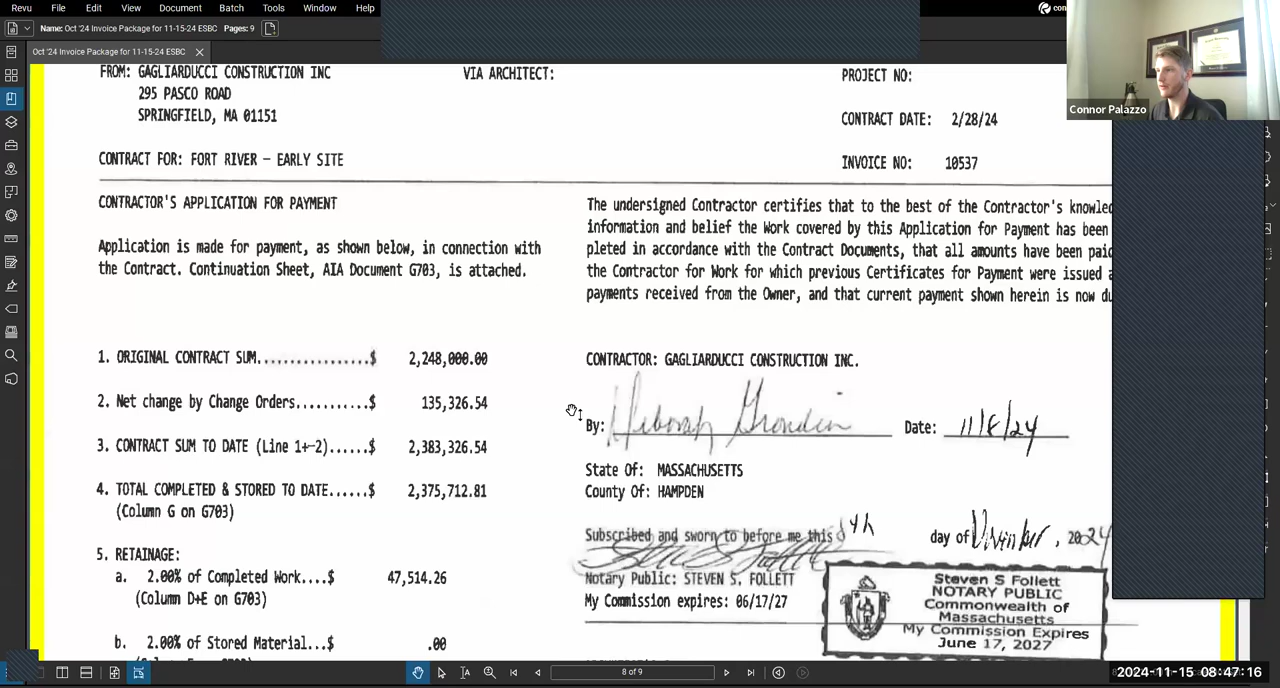 Revu File Edit View Document Batch Tools Window Help
Name: Oct '24 Invoice Package for 11-15-24 ESBC Pages: 9
Oct '24 Invoice Package for 11-15-24 ESBC
Connor Palazzo
FROM: GAGLIARDUCCI CONSTRUCTION INC
295 PASCO ROAD
SPRINGFIELD, MA 01151
VIA ARCHITECT:
PROJECT NO:
CONTRACT DATE: 2/28/24
CONTRACT FOR: FORT RIVER - EARLY SITE
INVOICE NO: 10537
CONTRACTOR'S APPLICATION FOR PAYMENT
Application is made for payment, as shown below, in connection with
the Contract. Continuation Sheet, AIA Document G703, is attached.
The undersigned Contractor certifies that to the best of the Contractor's knowled
information and belief the Work covered by this Application for Payment has been
pleted in accordance with the Contract Documents, that all amounts have been paid
the Contractor for Work for which previous Certificates for Payment were issued a
payments received from the Owner, and that current payment shown herein is now du
1. ORIGINAL CONTRACT SUM.................$ 2,248,000.00
2. Net change by Change Orders...........$ 135,326.54
3. CONTRACT SUM TO DATE (Line 1+-2)......$ 2,383,326.54
4. TOTAL COMPLETED & STORED TO DATE......$ 2,375,712.81
(Column G on G703)
5. RETAINAGE:
a. 2.00% of Completed Work....$ 47,514.26
(Column D+E on G703)
b. 2.00% of Stored Material...$ .00
CONTRACTOR: GAGLIARDUCCI CONSTRUCTION INC.
By: Deborah Grondin Date: 11/8/24
State Of: MASSACHUSETTS
County Of: HAMPDEN
Subscribed and sworn to before me this 8th day of November, 2024
Notary Public: STEVEN S. FOLLETT
My Commission expires: 06/17/27
Steven S Follett
NOTARY PUBLIC
Commonwealth of
Massachusetts
My Commission Expires
June 17, 2027
8 of 9
2024-11-15 08:47:16